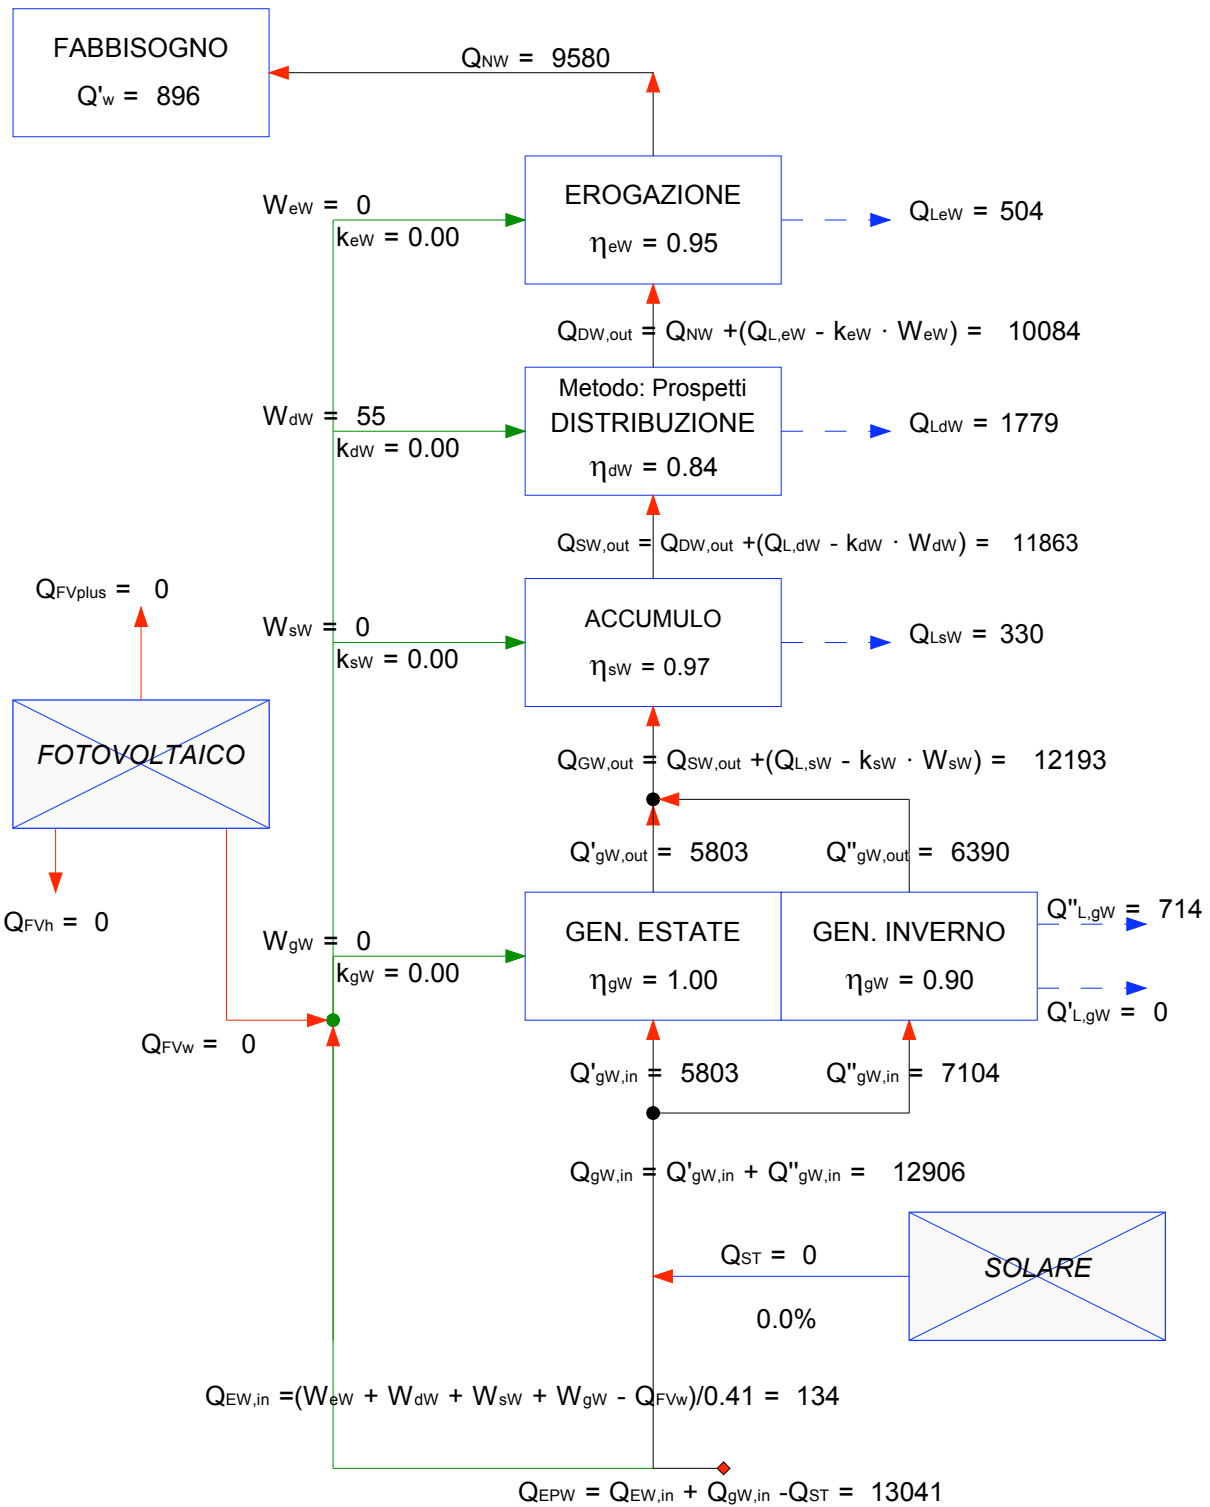 FABBISOGNO
Q'w = 896
QNW = 9580
EROGAZIONE
ηeW = 0.95
WeW = 0
keW = 0.00
QLeW = 504
QDW,out = QNW +(QL,eW - keW · WeW) = 10084
Metodo: Prospetti
DISTRIBUZIONE
ηdW = 0.84
WdW = 55
kdW = 0.00
QLdW = 1779
QSW,out = QDW,out +(QL,dW - kdW · WdW) = 11863
QFVplus = 0
ACCUMULO
ηsW = 0.97
WsW = 0
ksW = 0.00
QLsW = 330
FOTOVOLTAICO
QGW,out = QSW,out +(QL,sW - ksW · WsW) = 12193
Q'gW,out = 5803
Q"gW,out = 6390
QFVh = 0
WgW = 0
kgW = 0.00
GEN. ESTATE
ηgW = 1.00
GEN. INVERNO
ηgW = 0.90
Q"L,gW = 714
Q'L,gW = 0
QFVw = 0
Q'gW,in = 5803
Q"gW,in = 7104
QgW,in = Q'gW,in + Q"gW,in = 12906
QST = 0
0.0%
SOLARE
QEW,in =(WeW + WdW + WsW + WgW - QFVw)/0.41 = 134
QEPW = QEW,in + QgW,in -QST = 13041